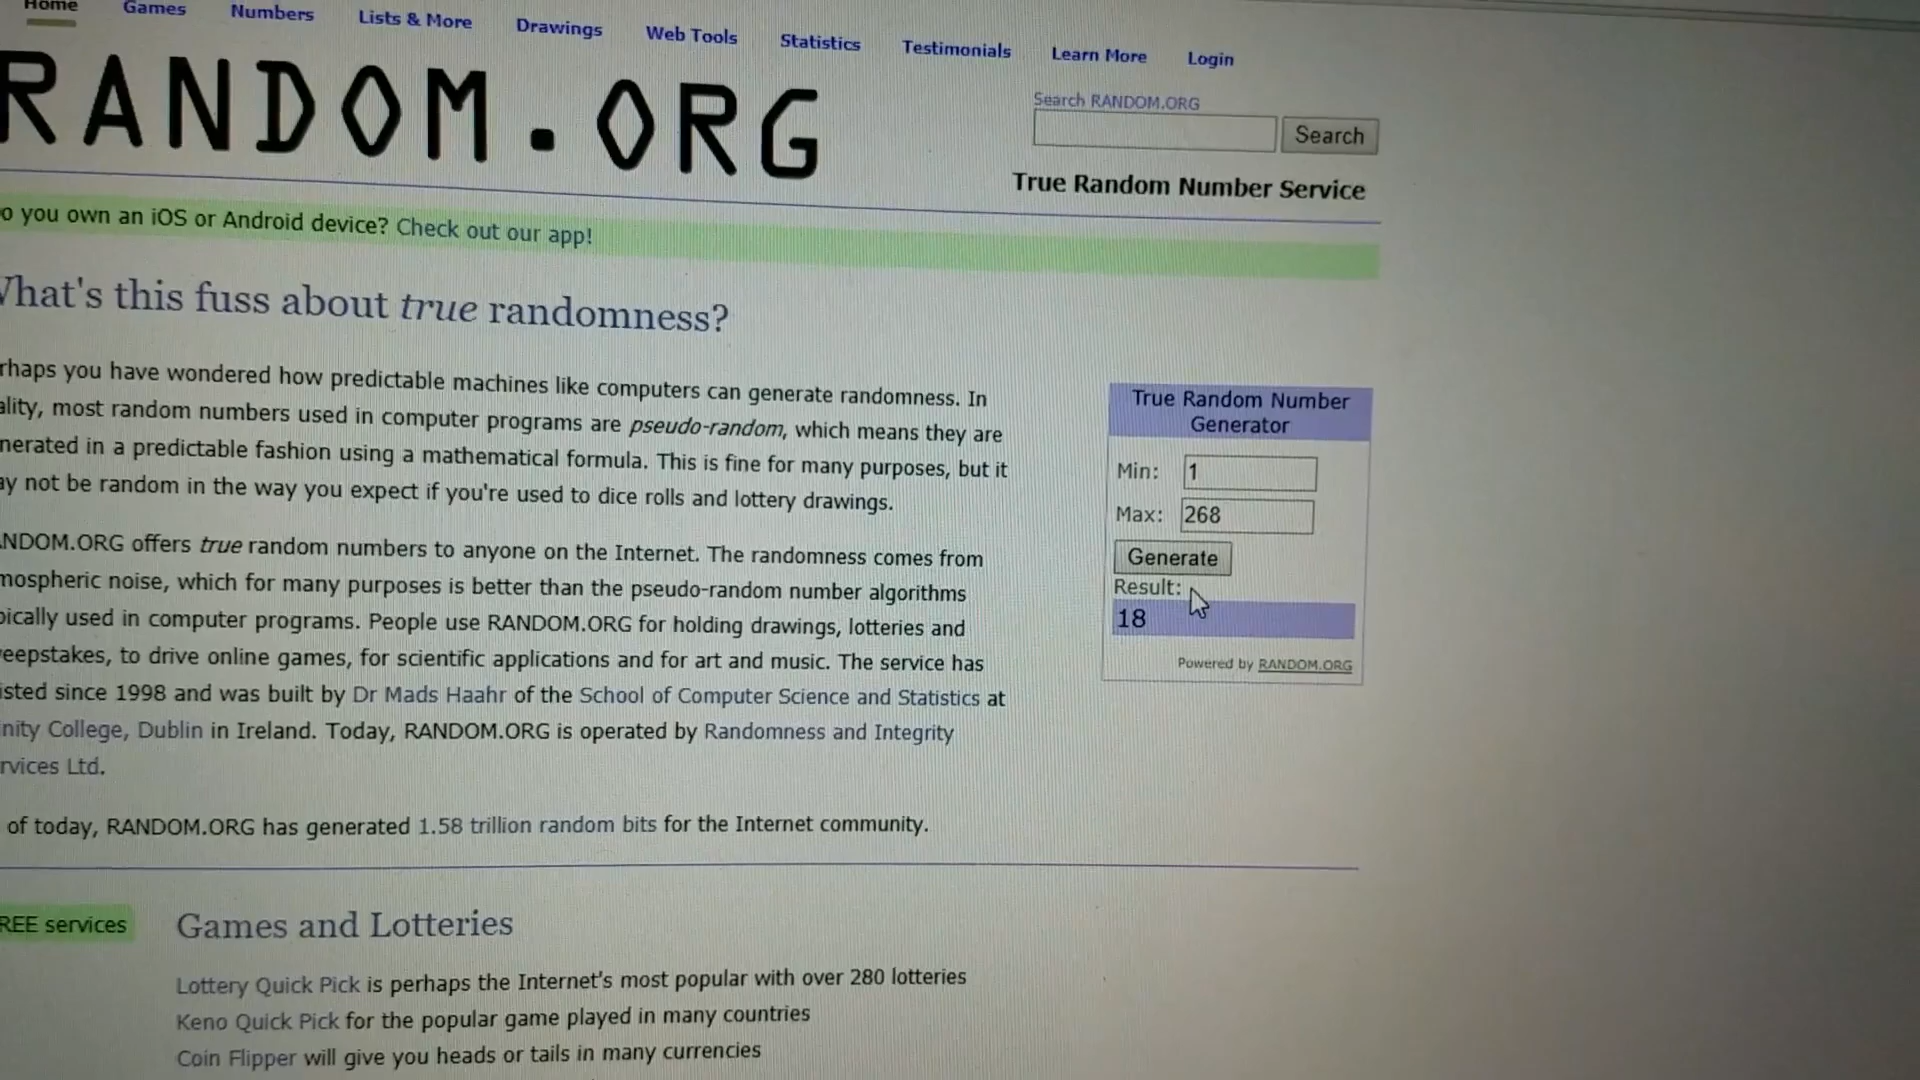 Home Games Numbers Lists & More Drawings Web Tools Statistics Testimonials Learn More Login
RANDOM.ORG
Search RANDOM.ORG
Search
True Random Number Service
o you own an iOS or Android device? Check out our app!
What's this fuss about true randomness?
rhaps you have wondered how predictable machines like computers can generate randomness. In
ality, most random numbers used in computer programs are pseudo-random, which means they are
nerated in a predictable fashion using a mathematical formula. This is fine for many purposes, but it
ay not be random in the way you expect if you're used to dice rolls and lottery drawings.
ANDOM.ORG offers true random numbers to anyone on the Internet. The randomness comes from
mospheric noise, which for many purposes is better than the pseudo-random number algorithms
pically used in computer programs. People use RANDOM.ORG for holding drawings, lotteries and
eepstakes, to drive online games, for scientific applications and for art and music. The service has
isted since 1998 and was built by Dr Mads Haahr of the School of Computer Science and Statistics at
nity College, Dublin in Ireland. Today, RANDOM.ORG is operated by Randomness and Integrity
rvices Ltd.
of today, RANDOM.ORG has generated 1.58 trillion random bits for the Internet community.
True Random Number
Generator
Min: 1
Max: 268
Generate
Result:
18
Powered by RANDOM.ORG
REE services
Games and Lotteries
Lottery Quick Pick is perhaps the Internet's most popular with over 280 lotteries
Keno Quick Pick for the popular game played in many countries
Coin Flipper will give you heads or tails in many currencies